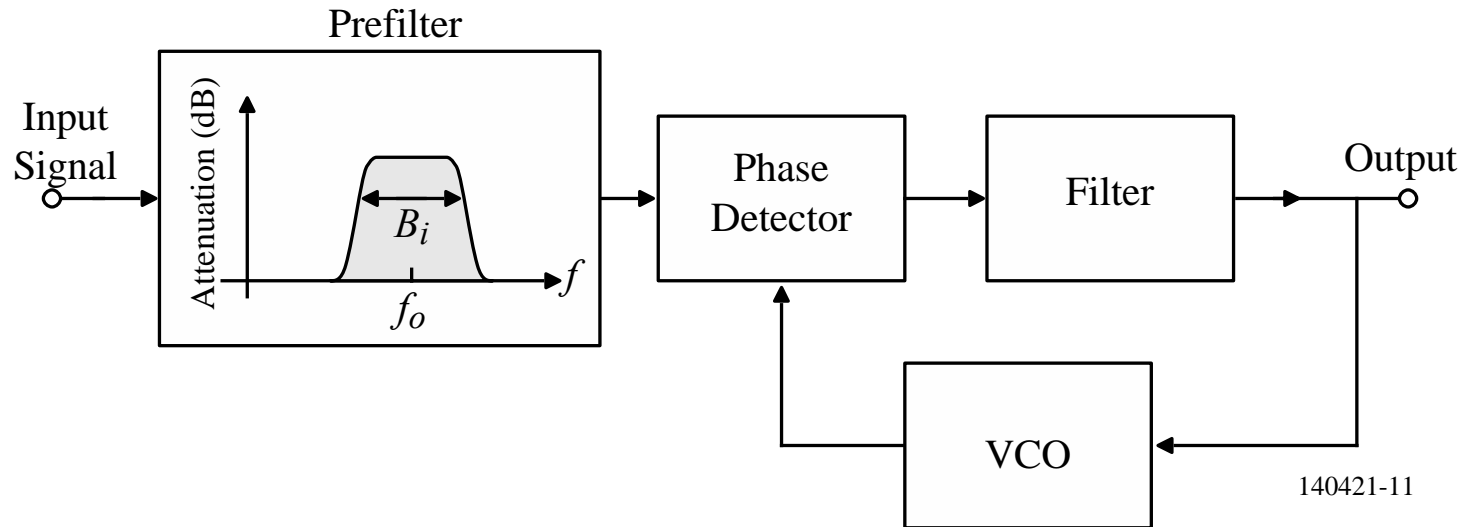 Prefilter
Input
Signal
Attenuation (dB)
B_i
f
f_o
Phase
Detector
Filter
Output
VCO
140421-11